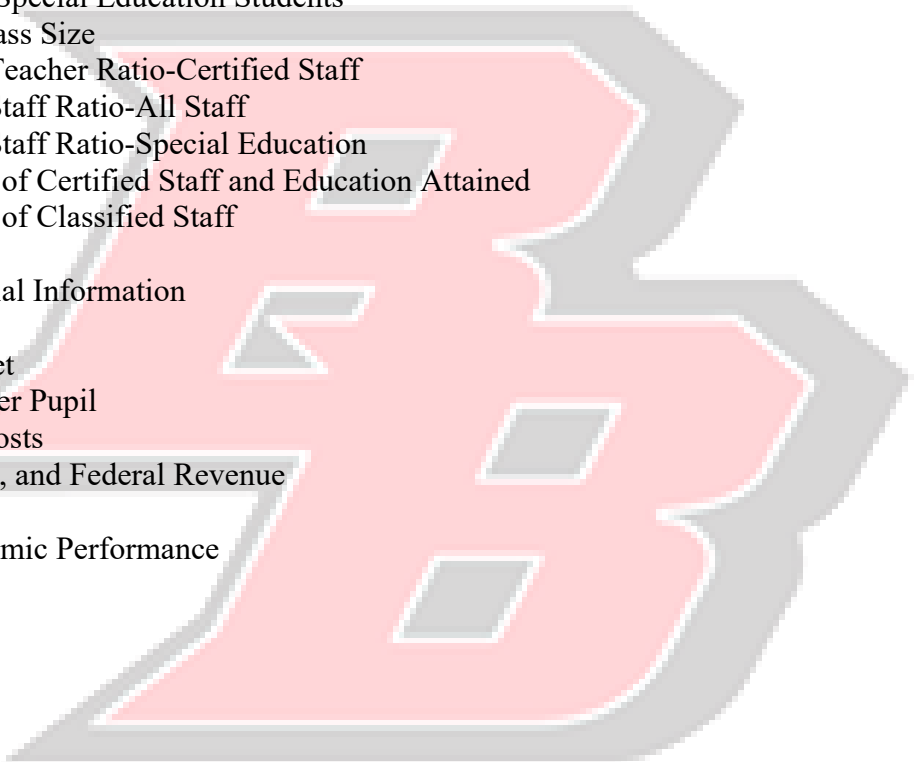 Special Education Students
ass Size
Teacher Ratio-Certified Staff
Staff Ratio-All Staff
Staff Ratio-Special Education
of Certified Staff and Education Attained
of Classified Staff
al Information
et
er Pupil
osts
, and Federal Revenue
mic Performance
BB